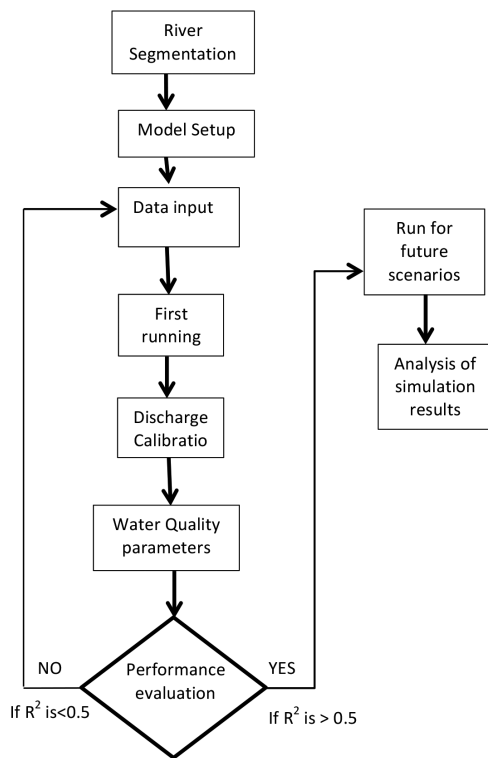 River
Segmentation
Model Setup
Data input
First
running
Discharge
Calibratio
Water Quality
parameters
Performance
evaluation
NO
If R² is<0.5
YES
If R² is > 0.5
Run for
future
scenarios
Analysis of
simulation
results